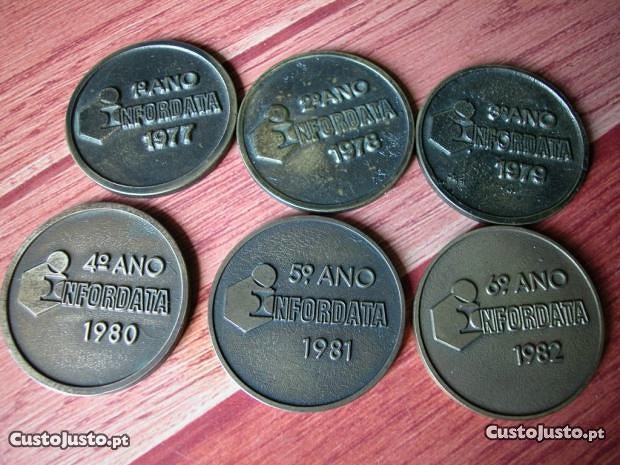 1º ANO
INFORDATA
1977
2º ANO
INFORDATA
1978
3º ANO
INFORDATA
1979
4º ANO
INFORDATA
1980
5º ANO
INFORDATA
1981
6º ANO
INFORDATA
1982
CustoJusto.pt
CustoJusto.pt